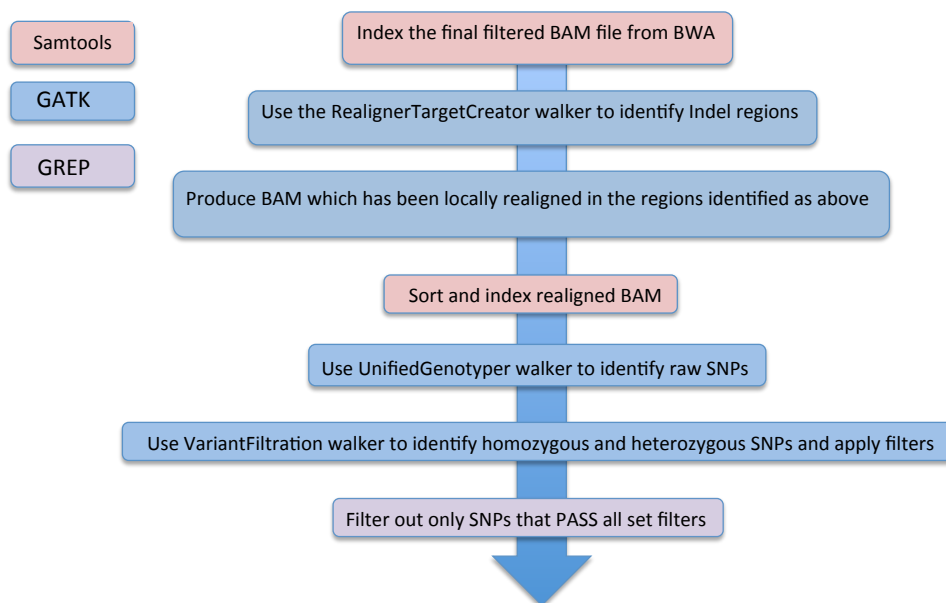 Samtools
GATK
GREP
Index the final filtered BAM file from BWA
Use the RealignerTargetCreator walker to identify Indel regions
Produce BAM which has been locally realigned in the regions identified as above
Sort and index realigned BAM
Use UnifiedGenotyper walker to identify raw SNPs
Use VariantFiltration walker to identify homozygous and heterozygous SNPs and apply filters
Filter out only SNPs that PASS all set filters